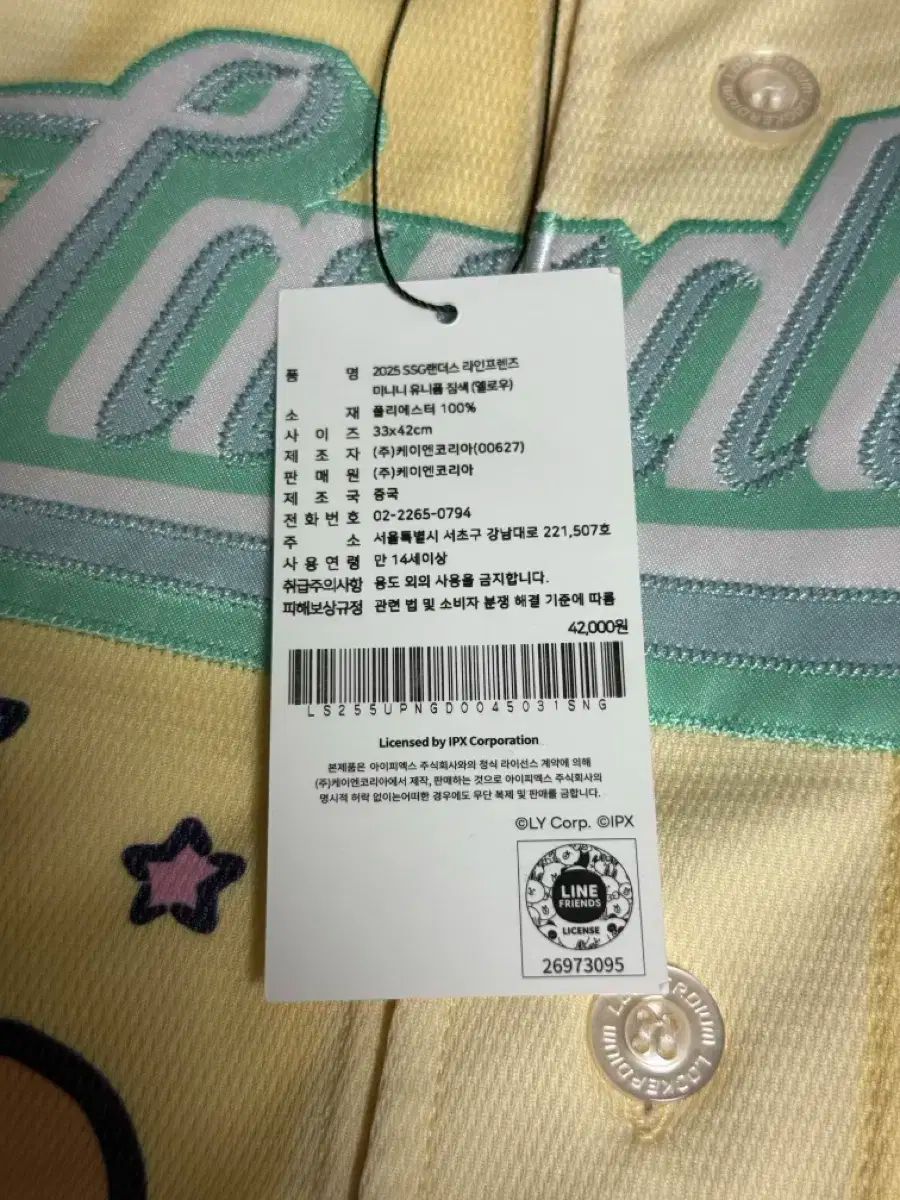 LOCKERDIUM
Land
품 명 2025 SSG랜더스 라인프렌즈
미니니 유니폼 짐색 (옐로우)
소 재 폴리에스터 100%
사 이 즈 33x42cm
제 조 자 (주)케이엔코리아(00627)
판 매 원 (주)케이엔코리아
제 조 국 중국
전 화 번 호 02-2265-0794
주 소 서울특별시 서초구 강남대로 221,507호
사 용 연 령 만 14세이상
취급주의사항 용도 외의 사용을 금지합니다.
피해보상규정 관련 법 및 소비자 분쟁 해결 기준에 따름
42,000원
LS255UPNGD0045031SNG
Licensed by IPX Corporation
본제품은 아이피엑스 주식회사와의 정식 라이선스 계약에 의해
(주)케이엔코리아에서 제작, 판매하는 것으로 아이피엑스 주식회사의
명시적 허락 없이는어떠한 경우에도 무단 복제 및 판매를 금합니다.
©LY Corp. ©IPX
LINE
FRIENDS
LICENSE
26973095
LOCKERDIUM LOCKERDIUM